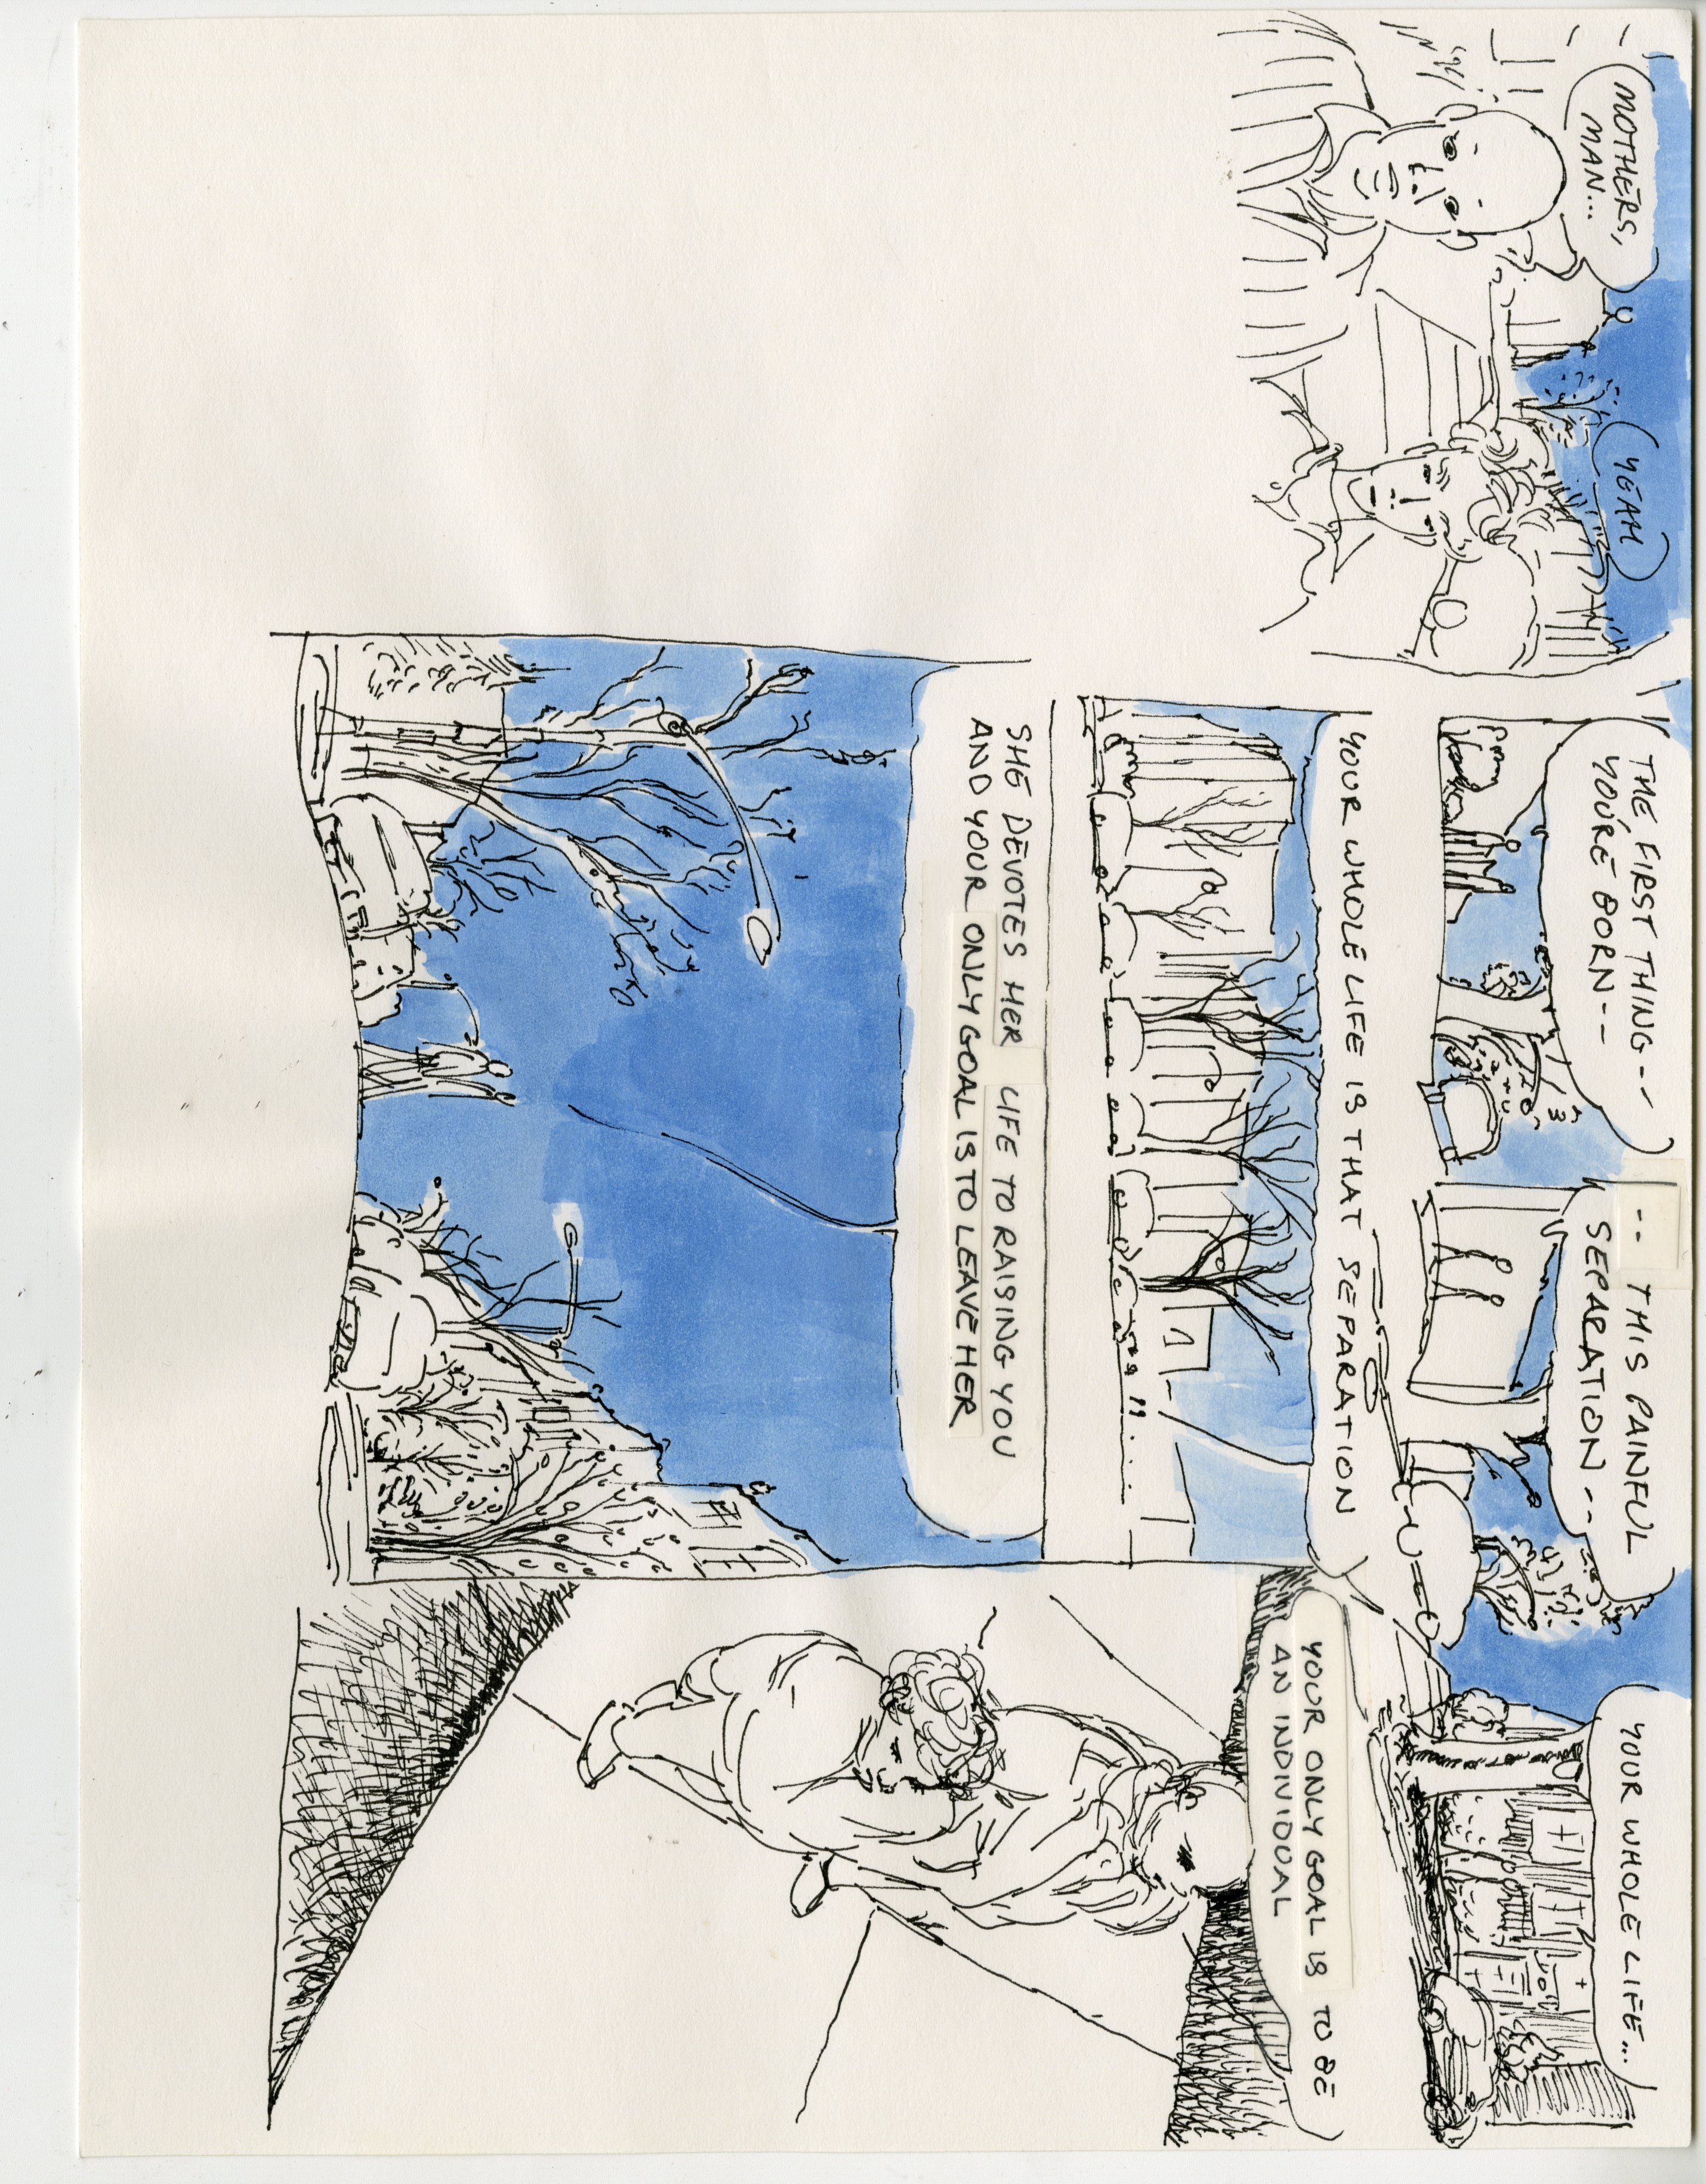 MOTHERS,
MAN...
YEAH
THE FIRST THING--
YOU'RE BORN--
-- THIS PAINFUL
SEPARATION--
YOUR WHOLE LIFE...
YOUR WHOLE LIFE IS THAT SEPARATION
SHE DEVOTES HER LIFE TO RAISING YOU
AND YOUR ONLY GOAL IS TO LEAVE HER
YOUR ONLY GOAL IS TO BE
AN INDIVIDUAL